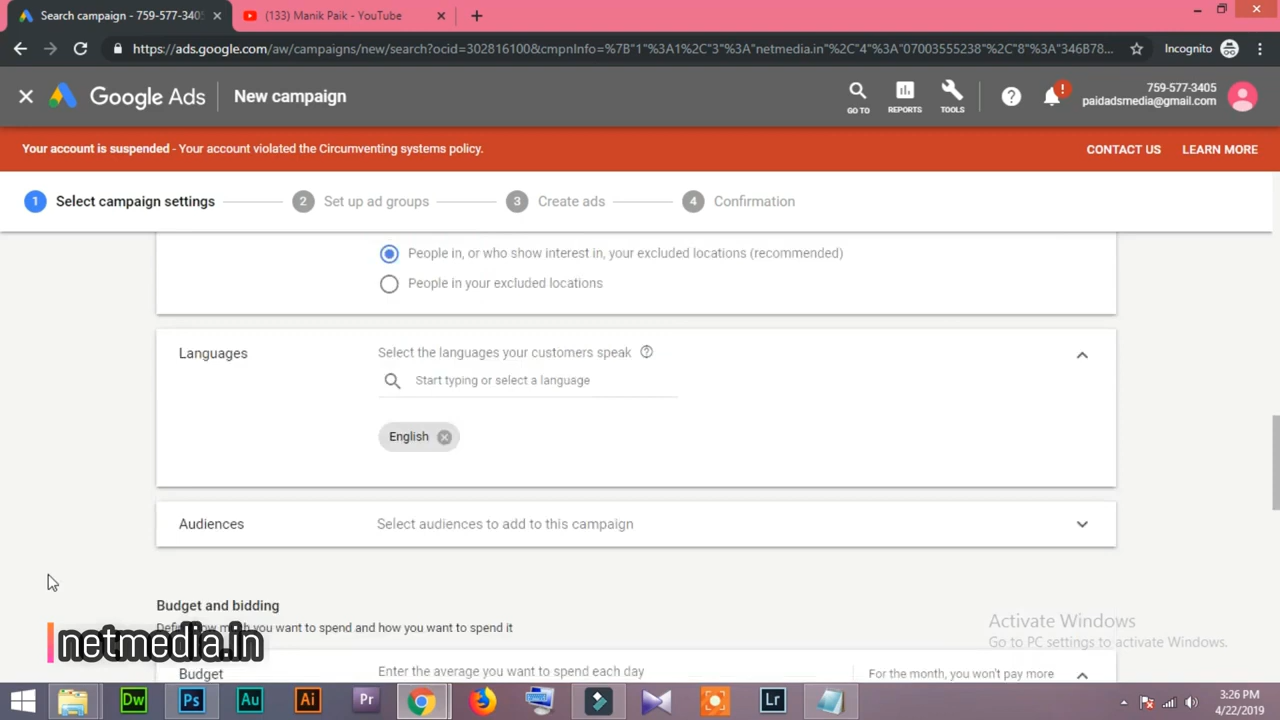 Search campaign - 759-577-3405
(133) Manik Paik - YouTube
https://ads.google.com/aw/campaigns/new/search?ocid=302816100&cmpnInfo=%7B"1"%3A1%2C"3"%3A"netmedia.in"%2C"4"%3A"07003555238"%2C"8"%3A"346B78...
Incognito
Google Ads
New campaign
GO TO
REPORTS
TOOLS
759-577-3405
paidadsmedia@gmail.com
Your account is suspended - Your account violated the Circumventing systems policy.
CONTACT US
LEARN MORE
1 Select campaign settings
2 Set up ad groups
3 Create ads
4 Confirmation
People in, or who show interest in, your excluded locations (recommended)
People in your excluded locations
Languages
Select the languages your customers speak
Start typing or select a language
English
Audiences
Select audiences to add to this campaign
Budget and bidding
Define how much you want to spend and how you want to spend it
netmedia.in
Activate Windows
Go to PC settings to activate Windows.
Budget
Enter the average you want to spend each day
For the month, you won't pay more
Dw
Ps
Au
Ai
Pr
Lr
3:26 PM
4/22/2019